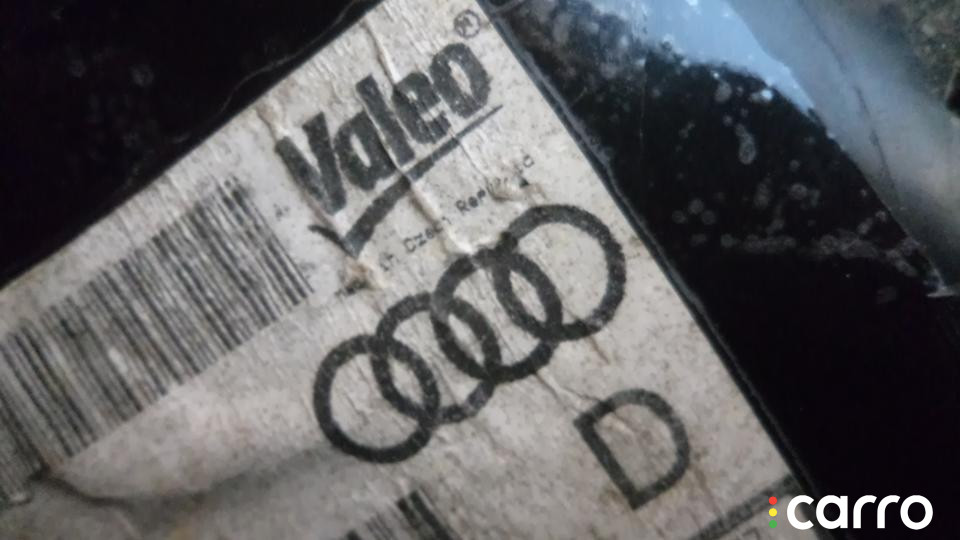 Valeo®
Czech Republic
D
carro